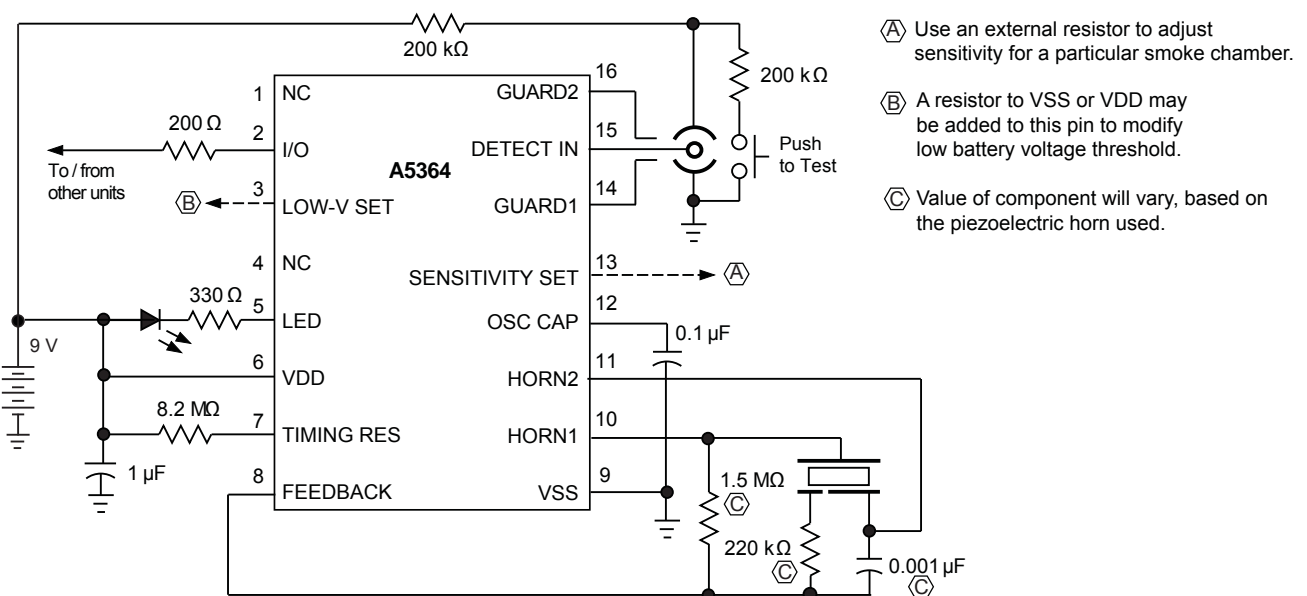 200 kΩ
Ⓐ Use an external resistor to adjust
sensitivity for a particular smoke chamber.
Ⓑ A resistor to VSS or VDD may
be added to this pin to modify
low battery voltage threshold.
Ⓒ Value of component will vary, based on
the piezoelectric horn used.
A5364
1 NC
2 I/O
200 Ω
To / from
other units
3 LOW-V SET
B
4 NC
5 LED
330 Ω
9 V
6 VDD
7 TIMING RES
8.2 MΩ
1 µF
8 FEEDBACK
16 GUARD2
15 DETECT IN
14 GUARD1
200 kΩ
Push
to Test
13 SENSITIVITY SET
A
12 OSC CAP
0.1 µF
11 HORN2
10 HORN1
9 VSS
1.5 MΩ
C
220 kΩ
C
0.001 µF
C